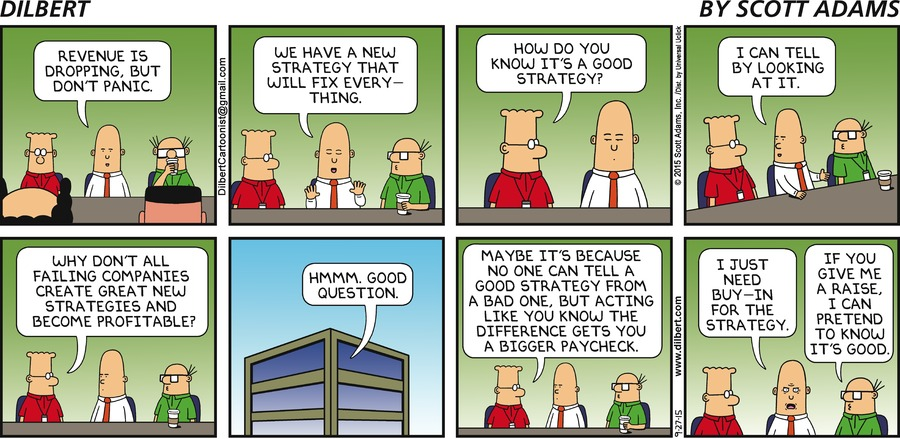 DILBERT
BY SCOTT ADAMS
REVENUE IS
DROPPING, BUT
DON'T PANIC.
DilbertCartoonist@gmail.com
WE HAVE A NEW
STRATEGY THAT
WILL FIX EVERY—
THING.
HOW DO YOU
KNOW IT'S A GOOD
STRATEGY?
© 2015 Scott Adams, Inc. /Dist. by Universal Uclick
I CAN TELL
BY LOOKING
AT IT.
WHY DON'T ALL
FAILING COMPANIES
CREATE GREAT NEW
STRATEGIES AND
BECOME PROFITABLE?
HMMM. GOOD
QUESTION.
MAYBE IT'S BECAUSE
NO ONE CAN TELL A
GOOD STRATEGY FROM
A BAD ONE, BUT ACTING
LIKE YOU KNOW THE
DIFFERENCE GETS YOU
A BIGGER PAYCHECK.
9-27-15
www.dilbert.com
I JUST
NEED
BUY—IN
FOR THE
STRATEGY.
IF YOU
GIVE ME
A RAISE,
I CAN
PRETEND
TO KNOW
IT'S GOOD.